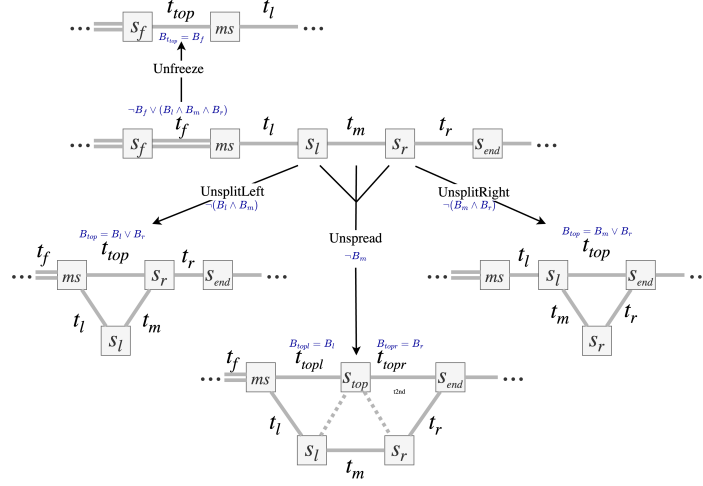 t_top t_l
... s_f ms ...
B_{t_top} = B_f
Unfreeze
¬B_f ∨ (B_l ∧ B_m ∧ B_r)
t_f t_l t_m t_r
... s_f ms s_l s_r s_end ...
UnsplitLeft
¬(B_l ∧ B_m)
UnsplitRight
¬(B_m ∧ B_r)
Unspread
¬B_m
B_top = B_l ∨ B_r
t_f t_top t_r
... ms s_r s_end ...
t_l t_m
s_l
B_top = B_m ∨ B_r
t_l t_top
... ms s_l s_end ...
t_m t_r
s_r
B_topl = B_l B_topr = B_r
t_f t_topl t_topr
... ms s_top s_end ...
t2nd
t_l t_r
s_l s_r
t_m